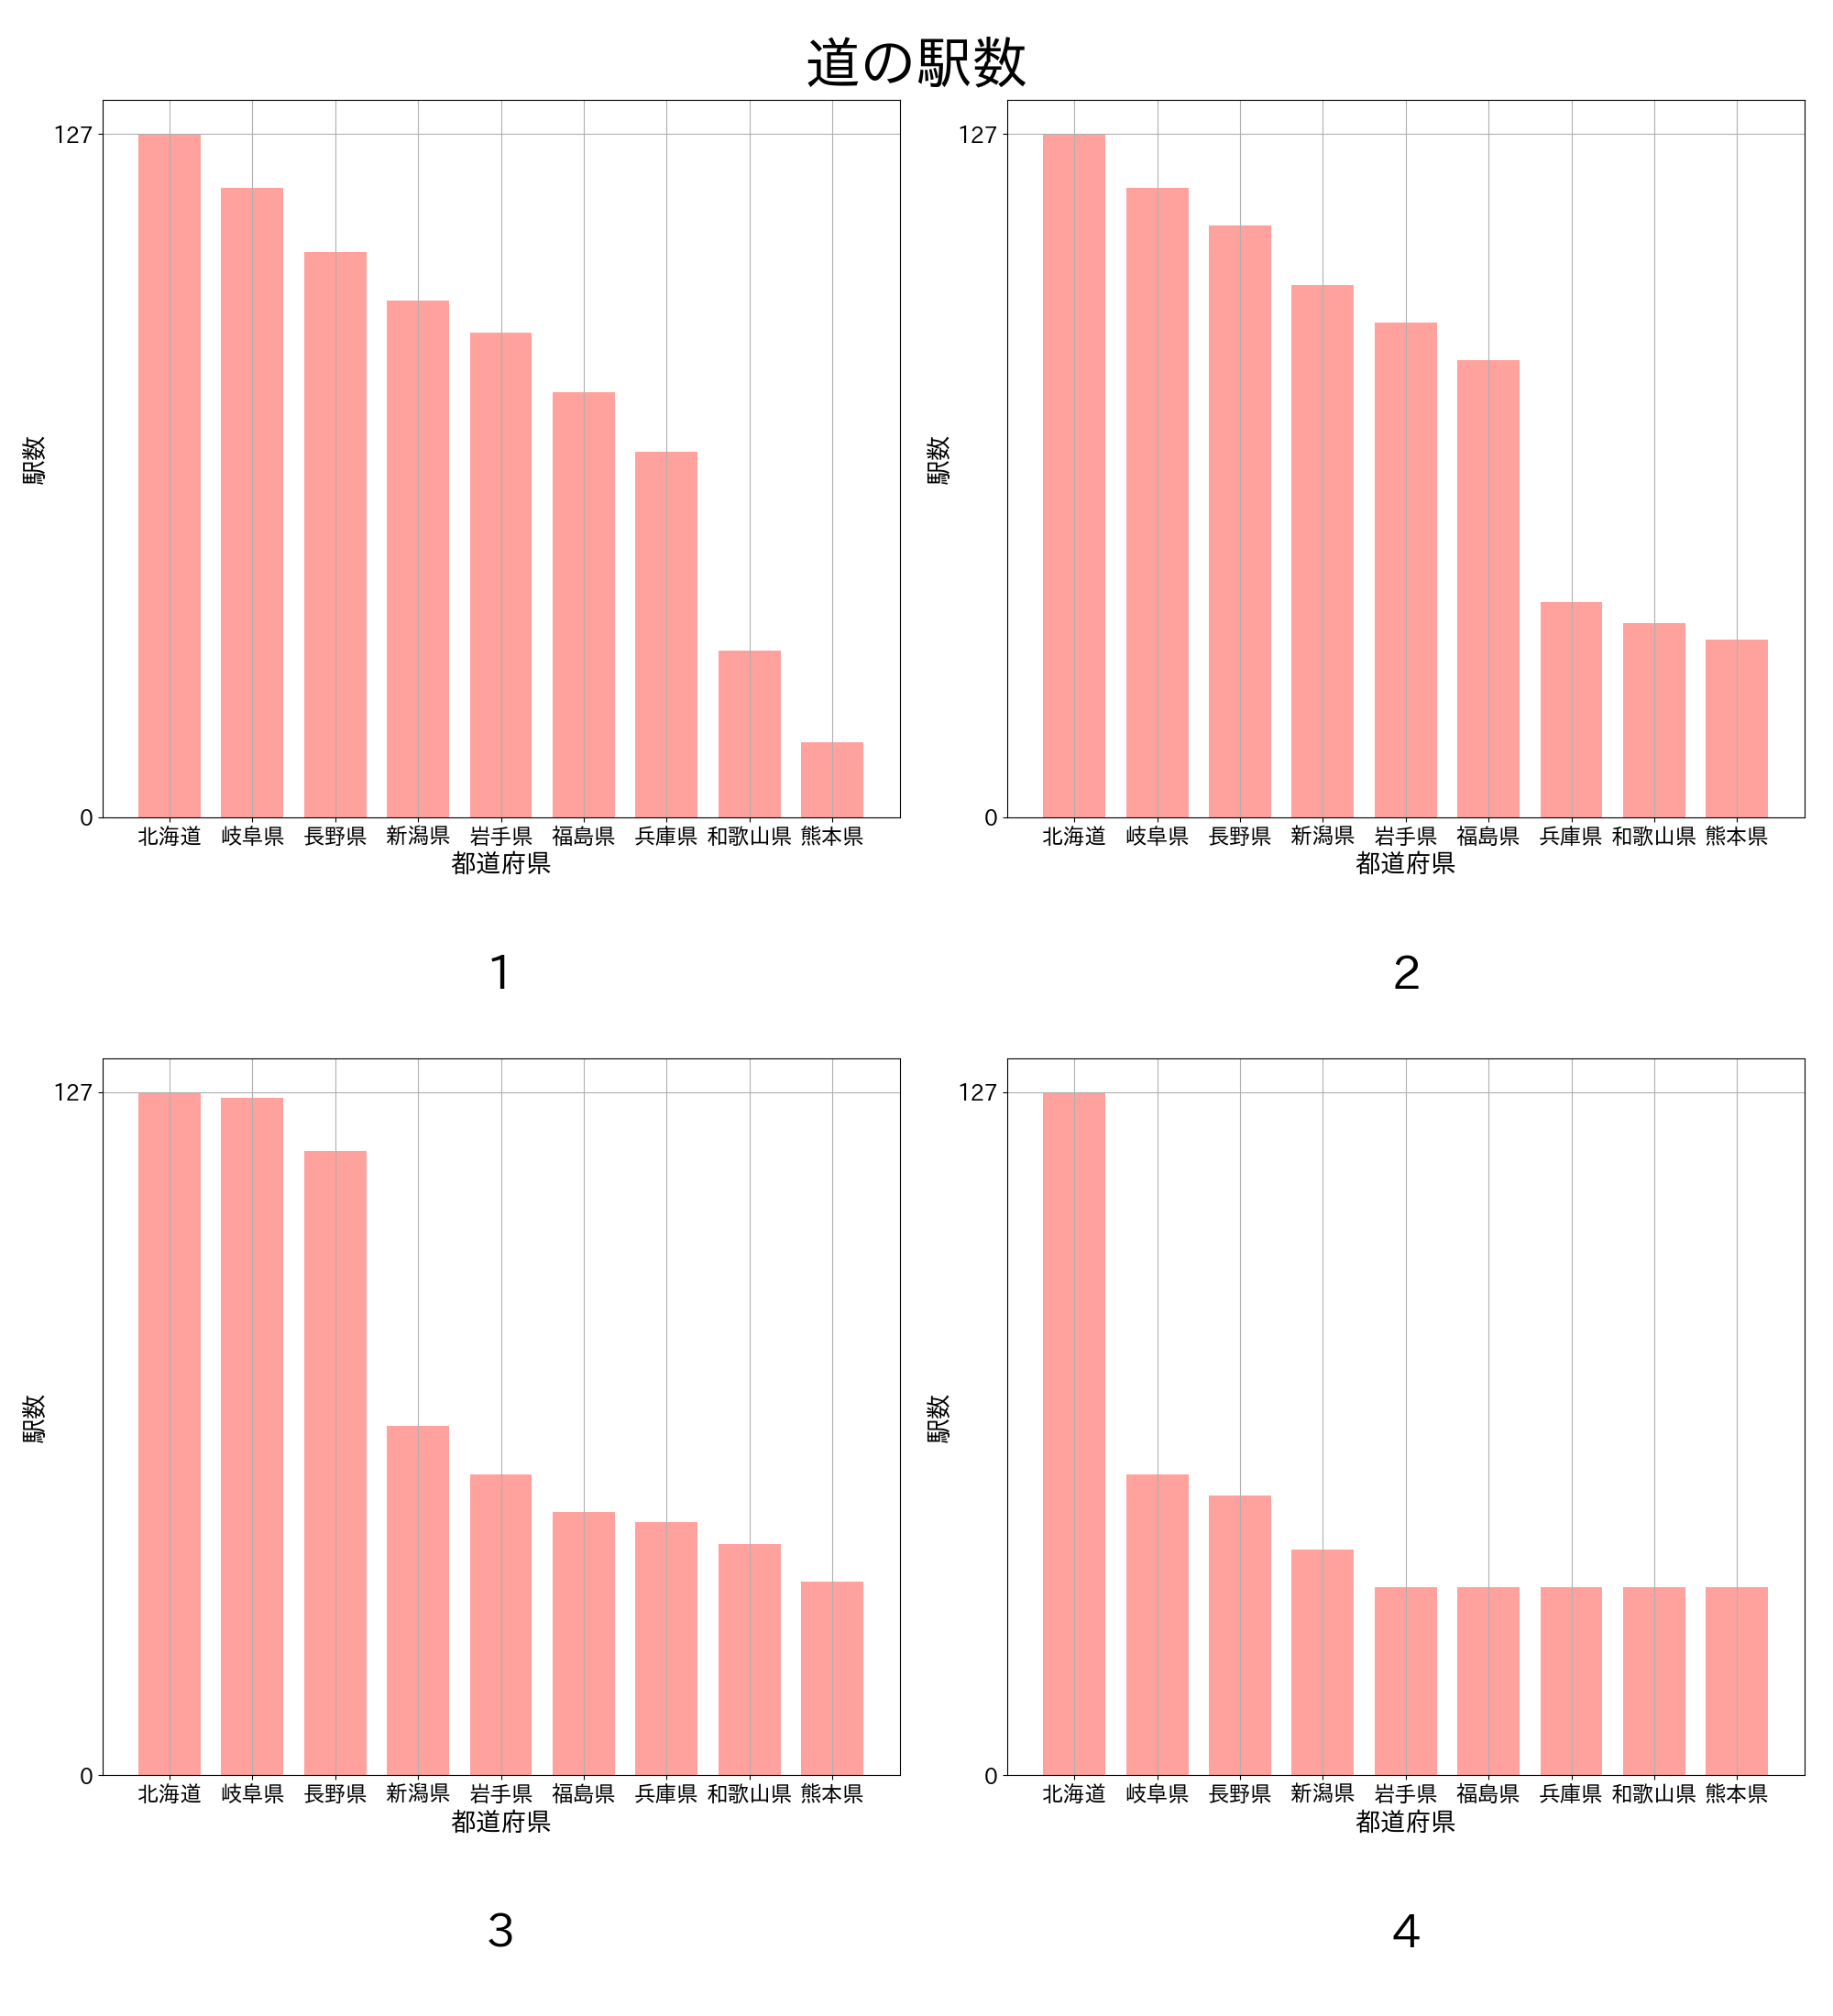 道の駅数
127
0
駅数
北海道 岐阜県 長野県 新潟県 岩手県 福島県 兵庫県 和歌山県 熊本県
都道府県
1
127
0
駅数
北海道 岐阜県 長野県 新潟県 岩手県 福島県 兵庫県 和歌山県 熊本県
都道府県
2
127
0
駅数
北海道 岐阜県 長野県 新潟県 岩手県 福島県 兵庫県 和歌山県 熊本県
都道府県
3
127
0
駅数
北海道 岐阜県 長野県 新潟県 岩手県 福島県 兵庫県 和歌山県 熊本県
都道府県
4